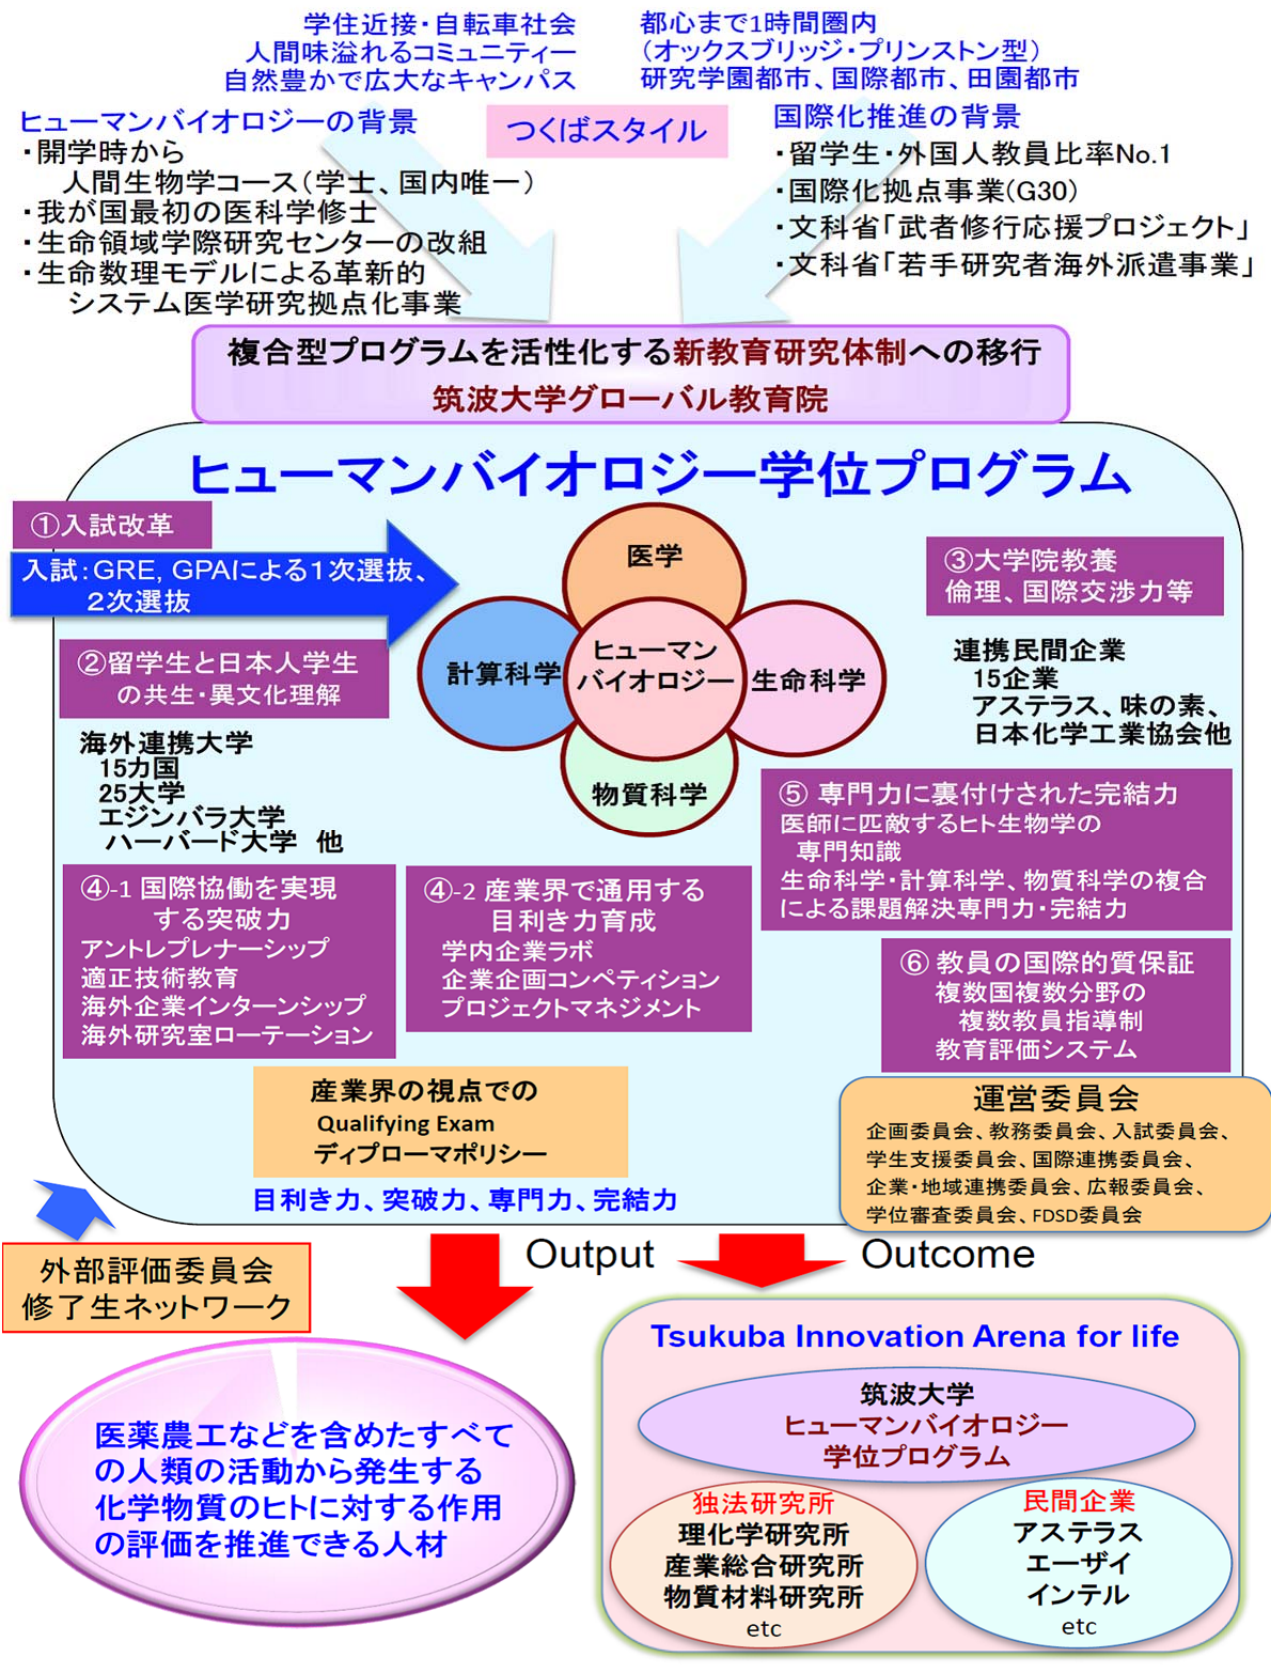 学住近接・自転車社会
人間味溢れるコミュニティー
自然豊かで広大なキャンパス
都心まで1時間圏内
（オックスブリッジ・プリンストン型）
研究学園都市、国際都市、田園都市
つくばスタイル
ヒューマンバイオロジーの背景
・開学時から
人間生物学コース（学士、国内唯一）
・我が国最初の医科学修士
・生命領域学際研究センターの改組
・生命数理モデルによる革新的
システム医学研究拠点化事業
国際化推進の背景
・留学生・外国人教員比率No.1
・国際化拠点事業(G30)
・文科省「武者修行応援プロジェクト」
・文科省「若手研究者海外派遣事業」
複合型プログラムを活性化する新教育研究体制への移行
筑波大学グローバル教育院
ヒューマンバイオロジー学位プログラム
①入試改革
入試：GRE, GPAによる1次選抜、
2次選抜
②留学生と日本人学生
の共生・異文化理解
海外連携大学
15カ国
25大学
エジンバラ大学
ハーバード大学 他
医学
計算科学
ヒューマン
バイオロジー
生命科学
物質科学
③大学院教養
倫理、国際交渉力等
連携民間企業
15企業
アステラス、味の素、
日本化学工業協会他
④-1 国際協働を実現
する突破力
アントレプレナーシップ
適正技術教育
海外企業インターンシップ
海外研究室ローテーション
④-2 産業界で通用する
目利き力育成
学内企業ラボ
企業企画コンペティション
プロジェクトマネジメント
⑤ 専門力に裏付けされた完結力
医師に匹敵するヒト生物学の
専門知識
生命科学・計算科学、物質科学の複合
による課題解決専門力・完結力
⑥ 教員の国際的質保証
複数国複数分野の
複数教員指導制
教育評価システム
産業界の視点での
Qualifying Exam
ディプローマポリシー
目利き力、突破力、専門力、完結力
運営委員会
企画委員会、教務委員会、入試委員会、
学生支援委員会、国際連携委員会、
企業・地域連携委員会、広報委員会、
学位審査委員会、FDSD委員会
外部評価委員会
修了生ネットワーク
Output
Outcome
医薬農工などを含めたすべて
の人類の活動から発生する
化学物質のヒトに対する作用
の評価を推進できる人材
Tsukuba Innovation Arena for life
筑波大学
ヒューマンバイオロジー
学位プログラム
独法研究所
理化学研究所
産業総合研究所
物質材料研究所
etc
民間企業
アステラス
エーザイ
インテル
etc